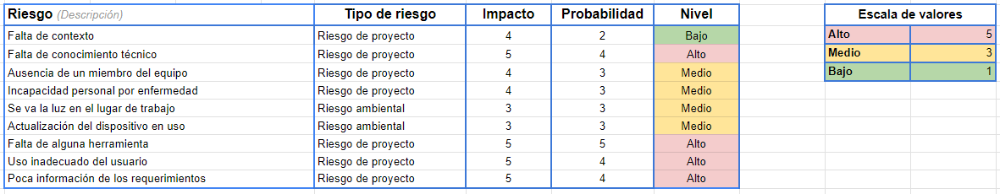 Riesgo (Descripción) Tipo de riesgo Impacto Probabilidad Nivel Escala de valores
Falta de contexto Riesgo de proyecto 4 2 Bajo Alto 5
Falta de conocimiento técnico Riesgo de proyecto 5 4 Alto Medio 3
Ausencia de un miembro del equipo Riesgo de proyecto 4 3 Medio Bajo 1
Incapacidad personal por enfermedad Riesgo de proyecto 4 3 Medio
Se va la luz en el lugar de trabajo Riesgo ambiental 3 3 Medio
Actualización del dispositivo en uso Riesgo ambiental 3 3 Medio
Falta de alguna herramienta Riesgo de proyecto 5 5 Alto
Uso inadecuado del usuario Riesgo de proyecto 5 4 Alto
Poca información de los requerimientos Riesgo de proyecto 5 4 Alto